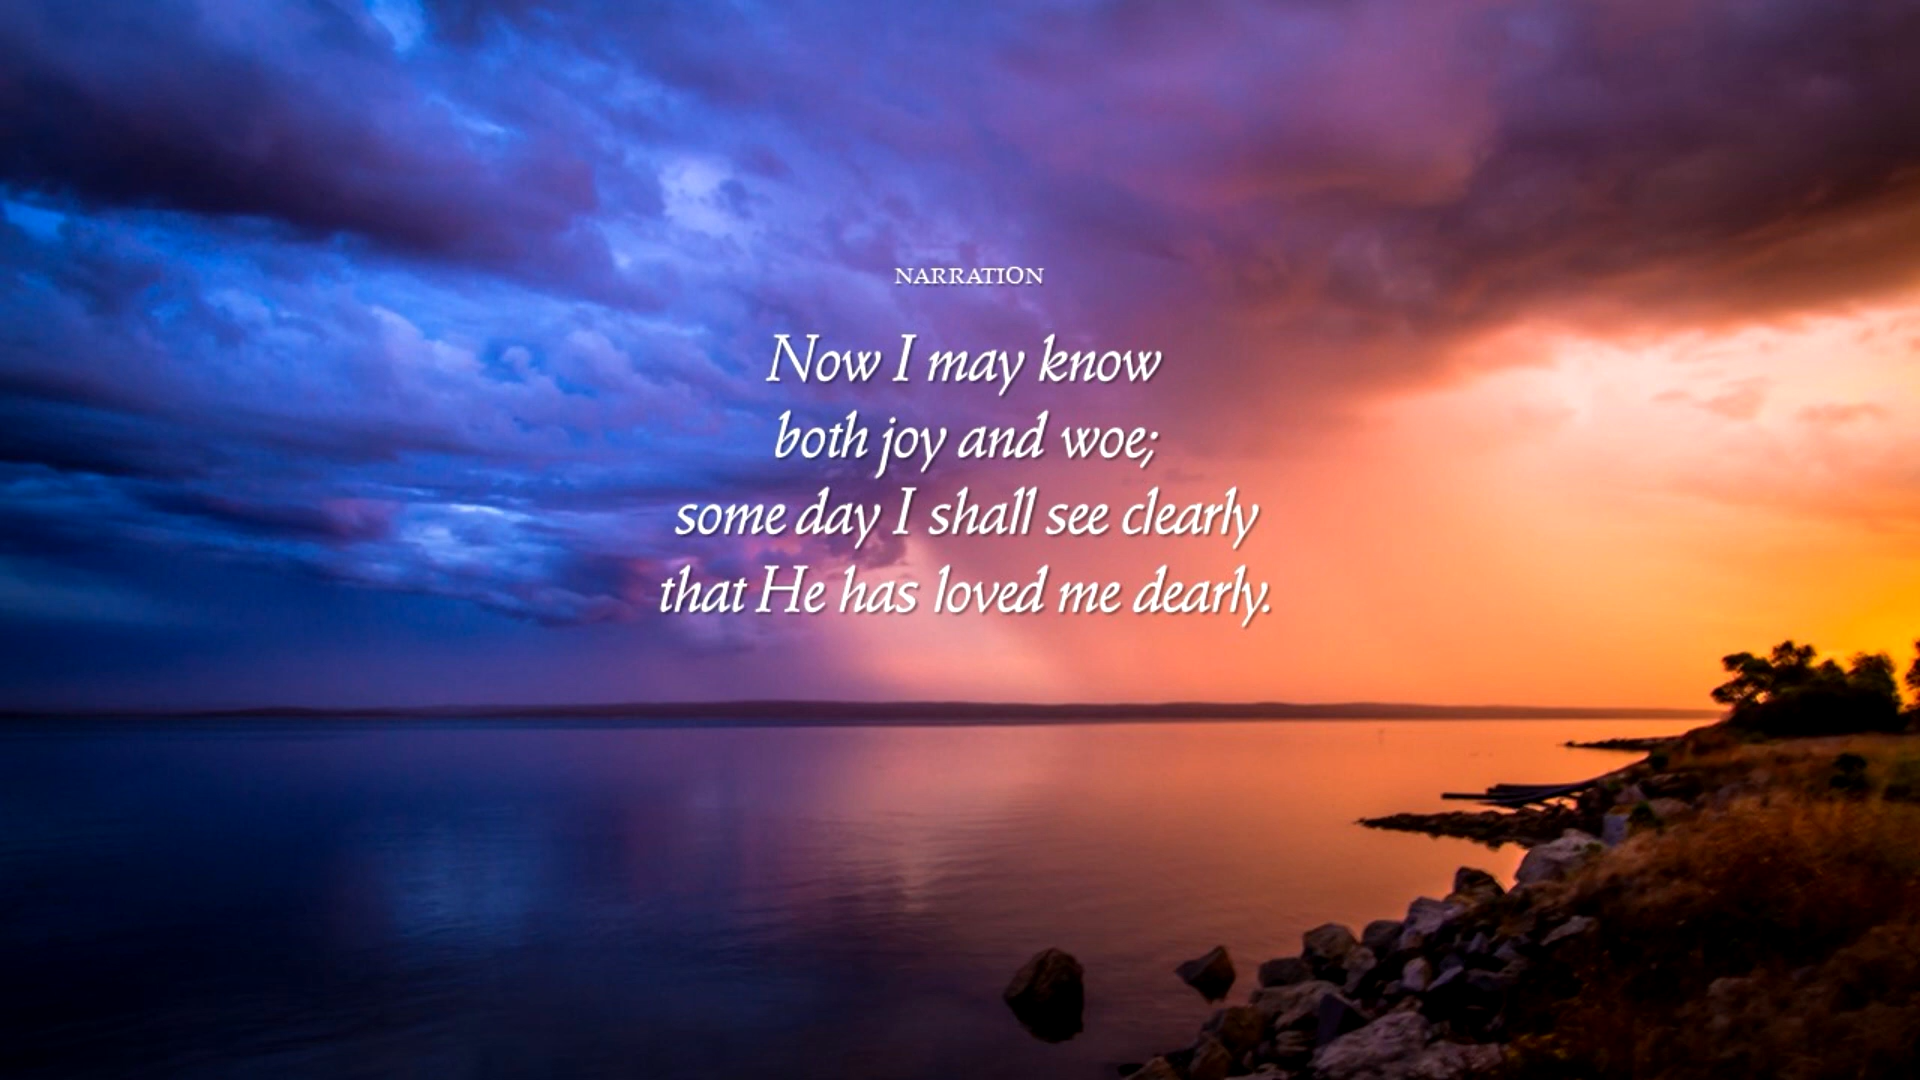 NARRATION
Now I may know
both joy and woe;
some day I shall see clearly
that He has loved me dearly.